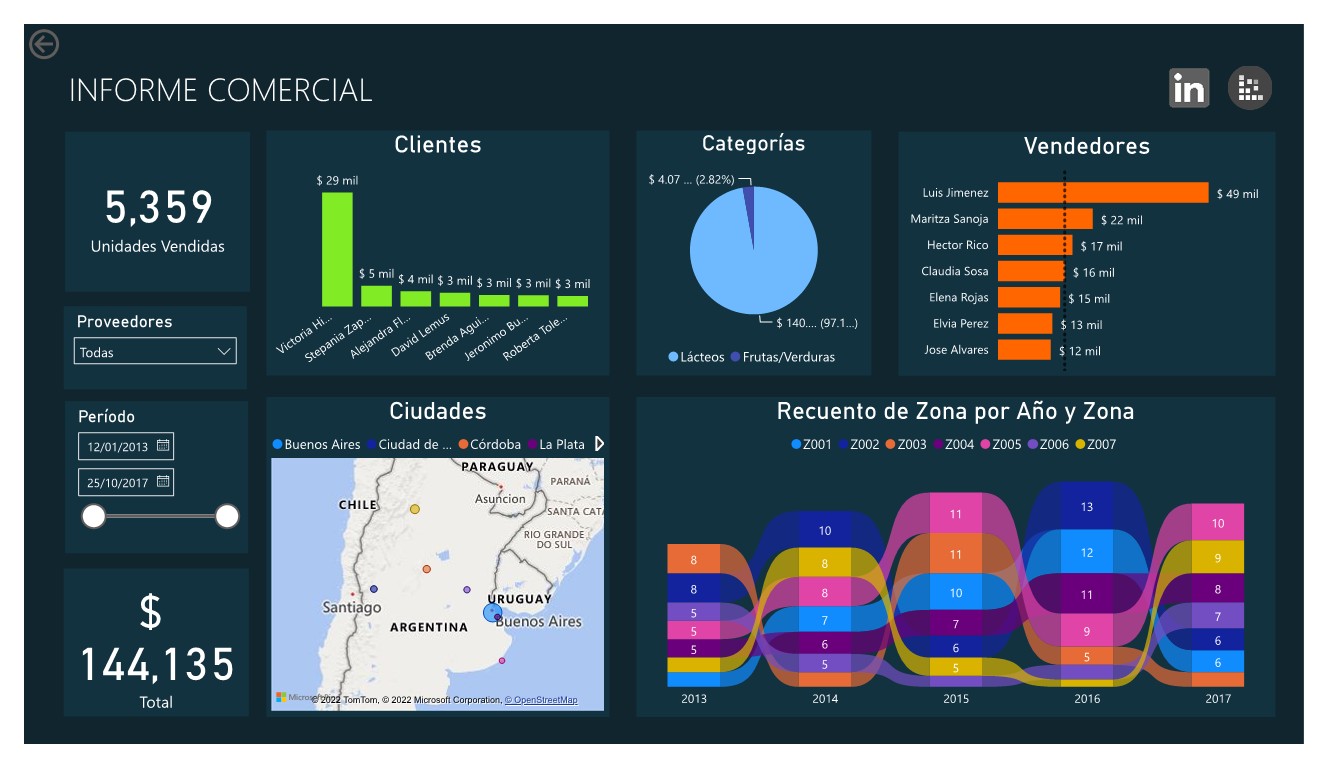 INFORME COMERCIAL
in
5,359
Unidades Vendidas
Proveedores
Todas
Período
12/01/2013
25/10/2017
$
144,135
Total
Clientes
$ 29 mil
$ 5 mil
$ 4 mil
$ 3 mil
$ 3 mil
$ 3 mil
$ 3 mil
Victoria Hi...
Stepania Zap...
Alejandra Fl...
David Lemus
Brenda Agui...
Jeronimo Bu...
Roberta Tole...
Categorías
$ 4.07 ... (2.82%)
$ 140.... (97.1...)
Lácteos
Frutas/Verduras
Vendedores
Luis Jimenez $ 49 mil
Maritza Sanoja $ 22 mil
Hector Rico $ 17 mil
Claudia Sosa $ 16 mil
Elena Rojas $ 15 mil
Elvia Perez $ 13 mil
Jose Alvares $ 12 mil
Ciudades
Buenos Aires Ciudad de ... Córdoba La Plata
PARAGUAY
PARANÁ
Asuncion
CHILE
SANTA CAT
RIO GRANDE
DO SUL
URUGUAY
Santiago
Buenos Aires
ARGENTINA
© 2022 TomTom, © 2022 Microsoft Corporation, © OpenStreetMap
Recuento de Zona por Año y Zona
Z001 Z002 Z003 Z004 Z005 Z006 Z007
8
8
5
5
5
2013
10
8
8
7
6
5
2014
11
11
10
7
6
5
2015
13
12
11
9
5
2016
10
9
8
7
6
6
2017